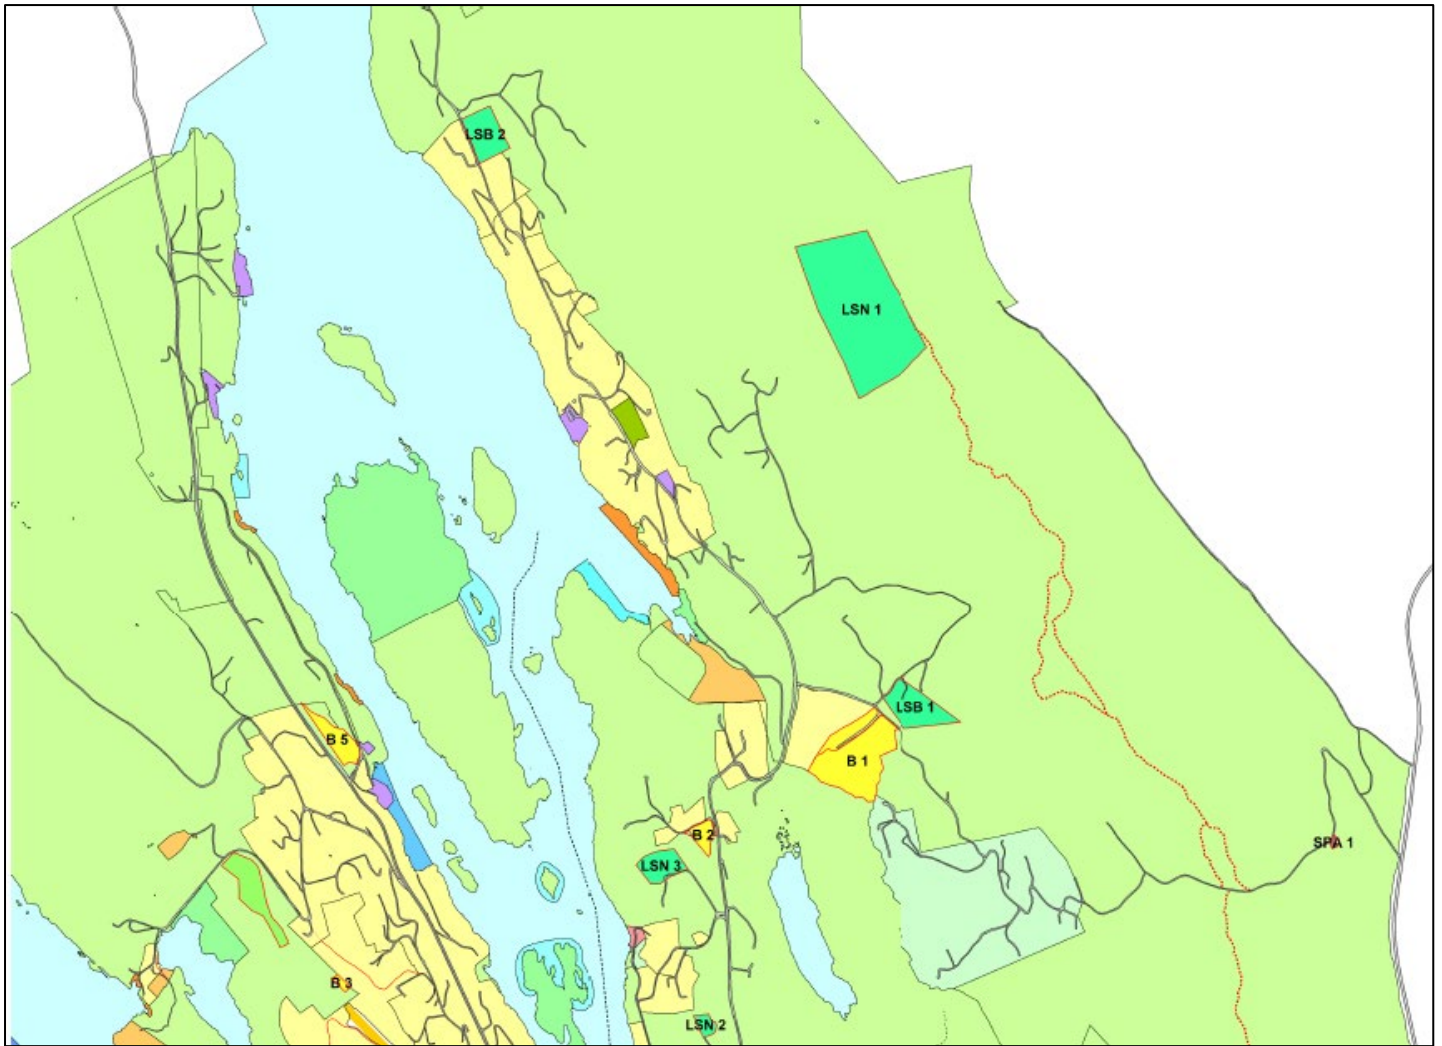 LSB 2
LSN 1
LSB 1
B 5
B 1
B 2
SPA 1
LSN 3
B 3
LSN 2